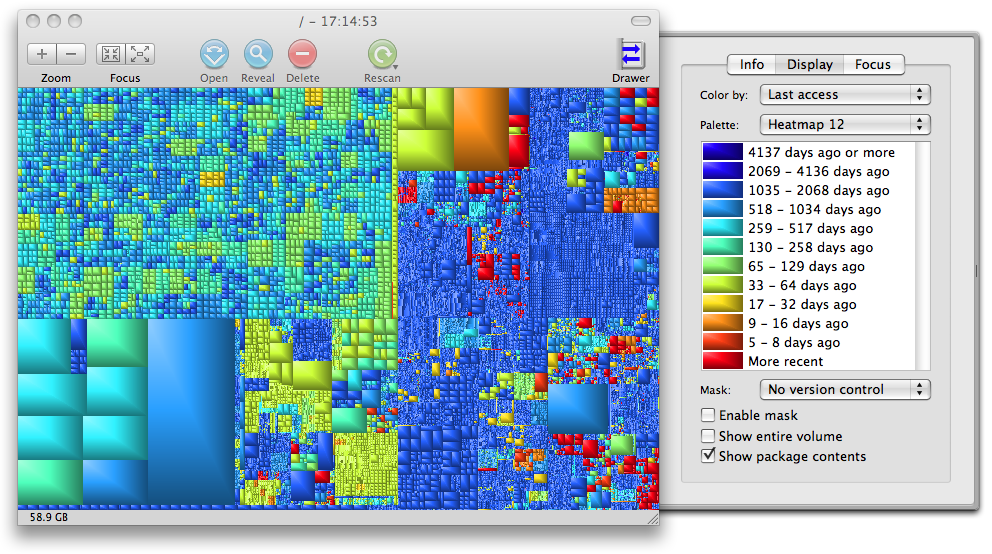 / – 17:14:53
Zoom
Focus
Open
Reveal
Delete
Rescan
Drawer
Info
Display
Focus
Color by:
Last access
Palette:
Heatmap 12
4137 days ago or more
2069 – 4136 days ago
1035 – 2068 days ago
518 – 1034 days ago
259 – 517 days ago
130 – 258 days ago
65 – 129 days ago
33 – 64 days ago
17 – 32 days ago
9 – 16 days ago
5 – 8 days ago
More recent
Mask:
No version control
Enable mask
Show entire volume
Show package contents
58.9 GB